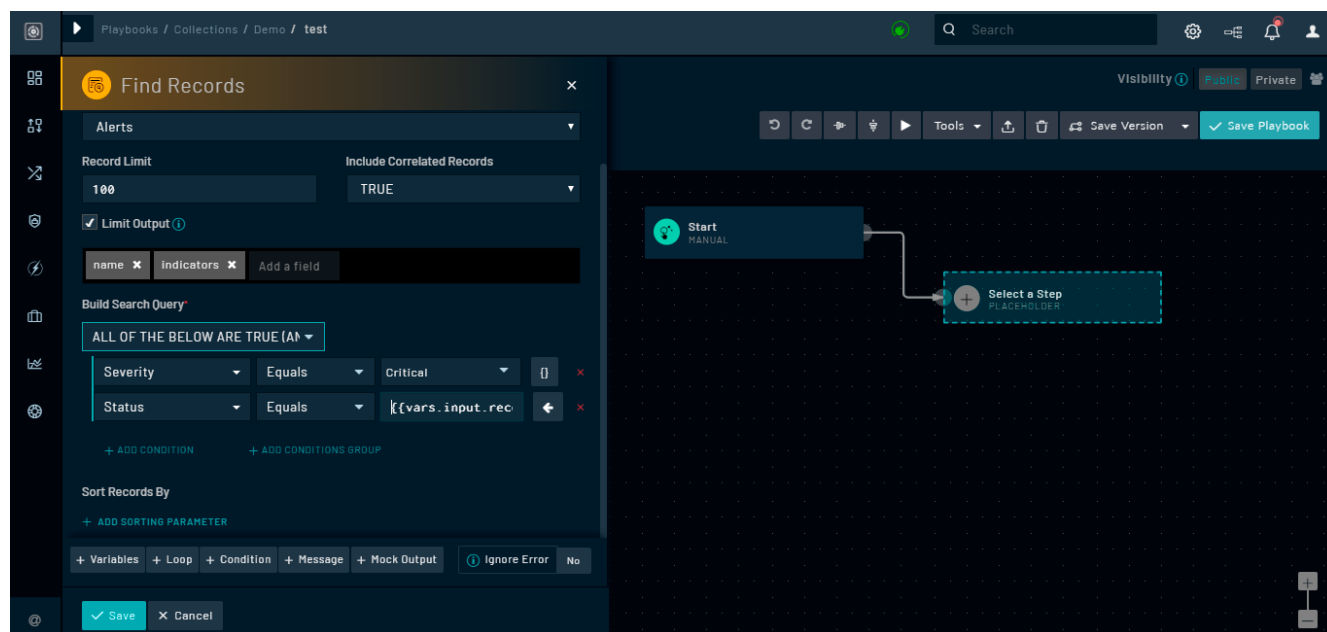 Playbooks / Collections / Demo / test
Search
Find Records
Visibility
Public
Private
Alerts
Tools
Save Version
Save Playbook
Record Limit
Include Correlated Records
100
TRUE
Limit Output
name
indicators
Add a field
Build Search Query*
ALL OF THE BELOW ARE TRUE (AN
Severity
Equals
Critical
{}
Status
Equals
{{vars.input.rec
+ ADD CONDITION
+ ADD CONDITIONS GROUP
Sort Records By
+ ADD SORTING PARAMETER
+ Variables
+ Loop
+ Condition
+ Message
+ Mock Output
Ignore Error
No
Save
Cancel
@
Start
MANUAL
Select a Step
PLACEHOLDER